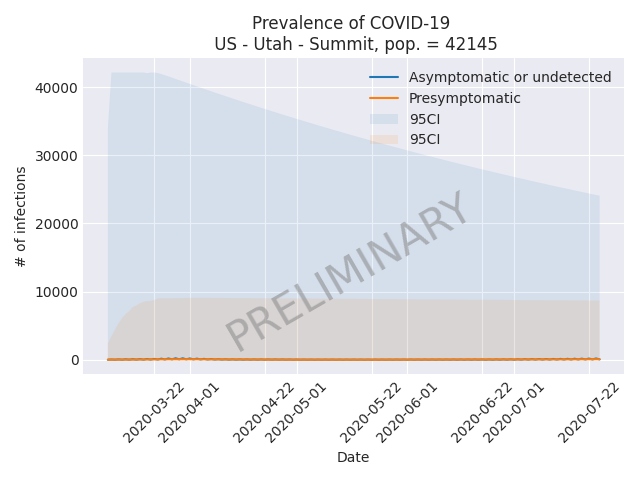 Prevalence of COVID-19
US - Utah - Summit, pop. = 42145
Asymptomatic or undetected
Presymptomatic
95CI
95CI
# of infections
40000
30000
20000
10000
0
PRELIMINARY
2020-03-22
2020-04-01
2020-04-22
2020-05-01
2020-05-22
2020-06-01
2020-06-22
2020-07-01
2020-07-22
Date